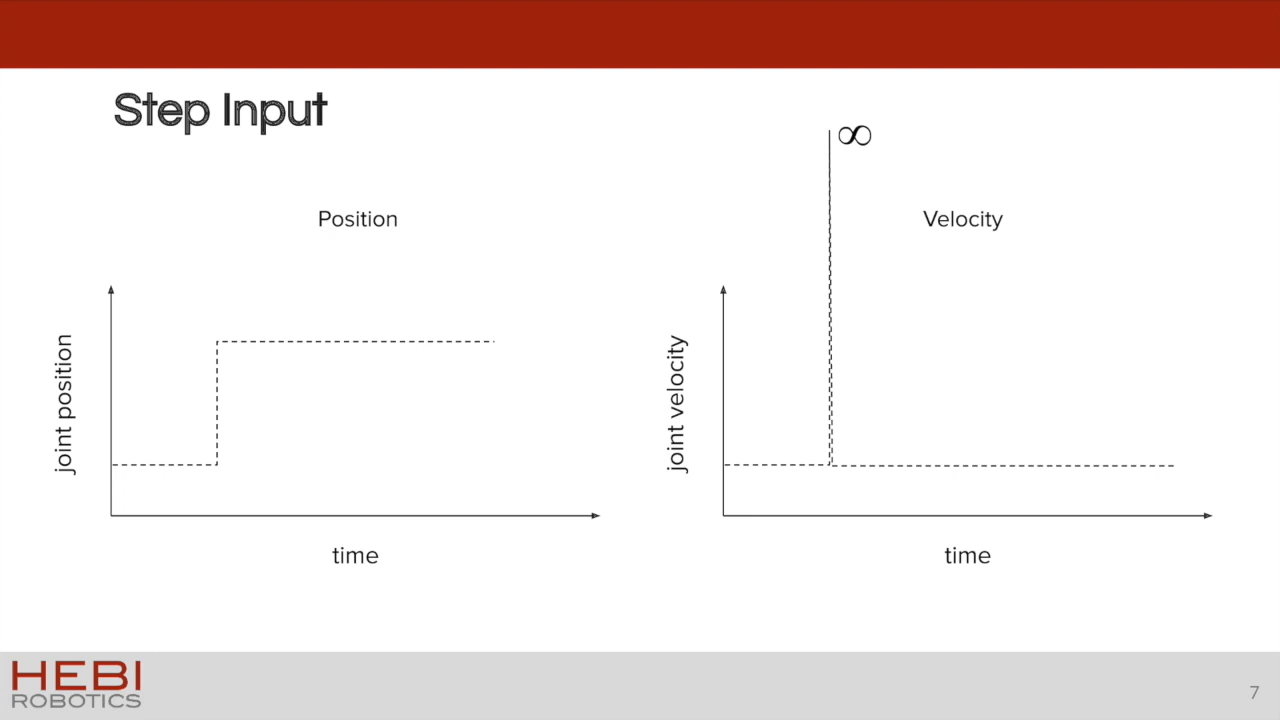 Step Input
∞
Position
Velocity
joint position
joint velocity
time
time
HEBI
ROBOTICS
7